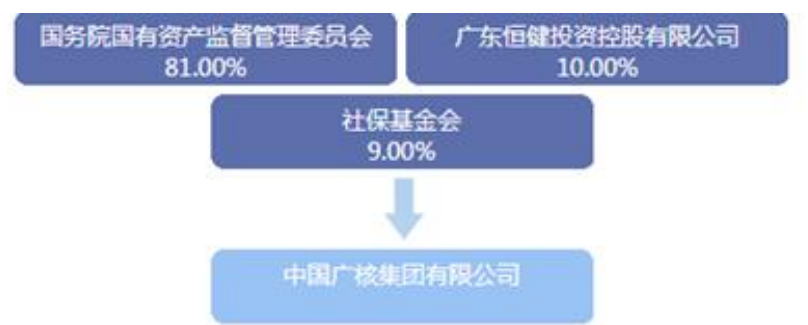 国务院国有资产监督管理委员会
81.00%
广东恒健投资控股有限公司
10.00%
社保基金会
9.00%
中国广核集团有限公司